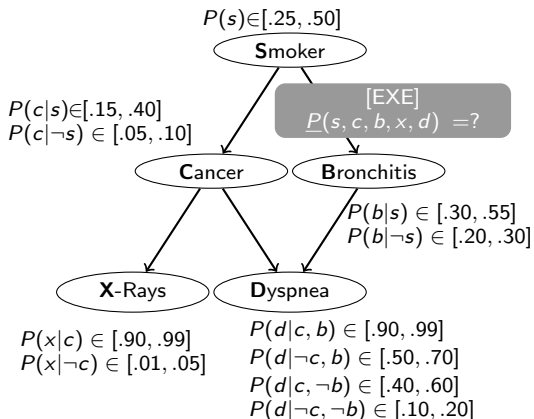 P(s)∈[.25, .50]
Smoker
P(c|s)∈[.15, .40]
P(c|¬s) ∈ [.05, .10]
[EXE]
P(s, c, b, x, d) =?
Cancer
Bronchitis
P(b|s) ∈ [.30, .55]
P(b|¬s) ∈ [.20, .30]
X-Rays
Dyspnea
P(x|c) ∈ [.90, .99]
P(x|¬c) ∈ [.01, .05]
P(d|c, b) ∈ [.90, .99]
P(d|¬c, b) ∈ [.50, .70]
P(d|c, ¬b) ∈ [.40, .60]
P(d|¬c, ¬b) ∈ [.10, .20]